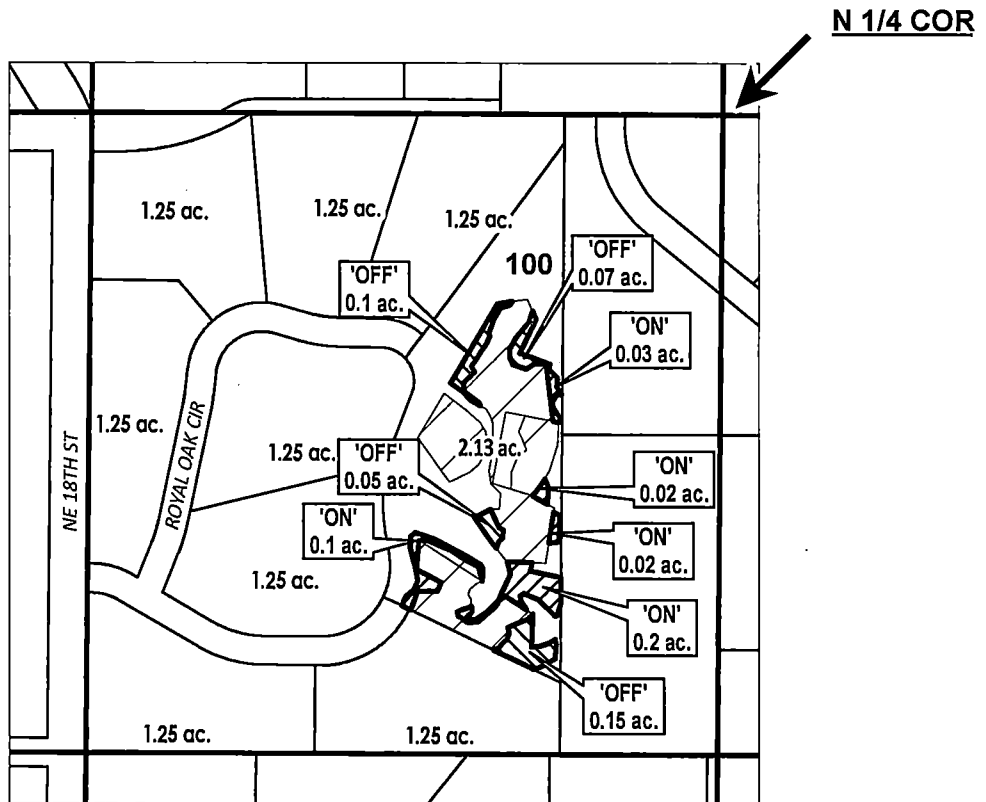 N 1/4 COR
1.25 ac.
1.25 ac.
1.25 ac.
100
'OFF'
0.1 ac.
'OFF'
0.07 ac.
'ON'
0.03 ac.
1.25 ac.
ROYAL OAK CIR
NE 18TH ST
1.25 ac.
2.13 ac.
'OFF'
0.05 ac.
'ON'
0.02 ac.
'ON'
0.1 ac.
'ON'
0.02 ac.
1.25 ac.
'ON'
0.2 ac.
'OFF'
0.15 ac.
1.25 ac.
1.25 ac.